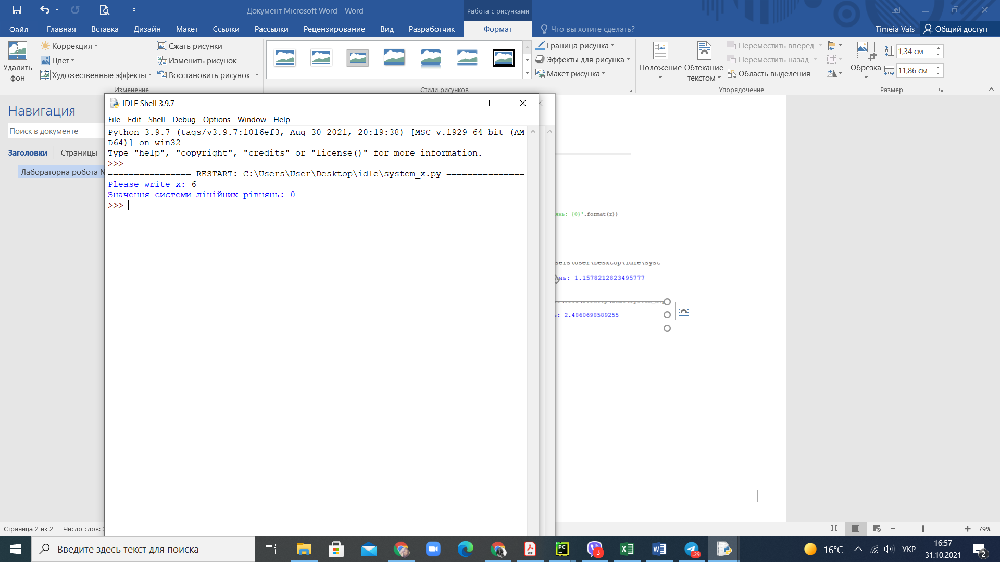 Документ Microsoft Word - Word
Работа с рисунками
Файл Главная Вставка Дизайн Макет Ссылки Рассылки Рецензирование Вид Разработчик Формат Что вы хотите сделать? Timeia Vais Общий доступ
Удалить фон
Коррекция
Цвет
Художественные эффекты
Сжать рисунки
Изменить рисунок
Восстановить рисунок
Изменение
Стили рисунков
Граница рисунка
Эффекты для рисунка
Макет рисунка
Положение
Обтекание текстом
Переместить вперед
Переместить назад
Область выделения
Упорядочение
Обрезка
1,34 см
11,86 см
Размер
Навигация
Поиск в документе
Заголовки Страницы
Лабораторна робота
IDLE Shell 3.9.7
File Edit Shell Debug Options Window Help
Python 3.9.7 (tags/v3.9.7:1016ef3, Aug 30 2021, 20:19:38) [MSC v.1929 64 bit (AM
D64)] on win32
Type "help", "copyright", "credits" or "license()" for more information.
>>>
================ RESTART: C:\Users\User\Desktop\idle\system_x.py ===============
Please write x: 6
Значення системи лінійних рівнянь: 0
>>>
янь: {0}'.format(z))
sers\User\Desktop\idle\syst
нь: 1.1578212823495777
ь: 2.4860698589255
Страница 2 из 2 Число слов:
79%
Введите здесь текст для поиска
PDF
PC
3
..29
16°C
УКР
16:57
31.10.2021
2